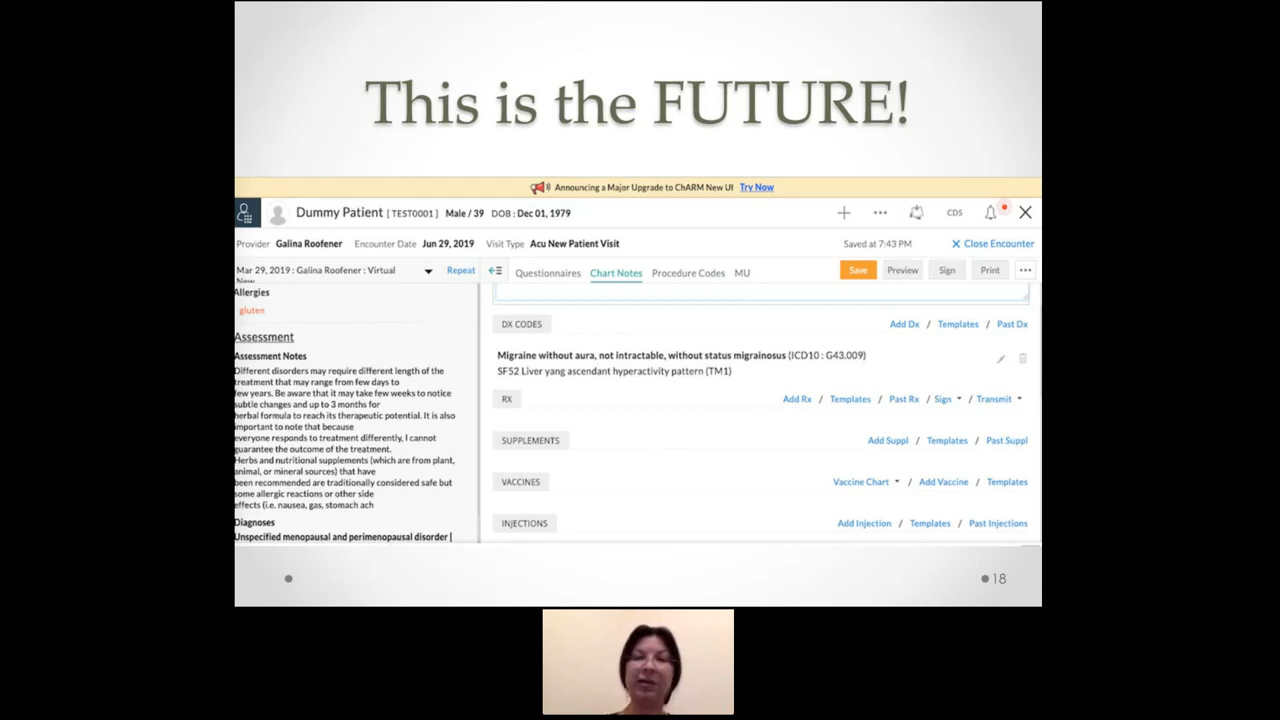 This is the FUTURE!
Announcing a Major Upgrade to ChARM New UI Try Now
Dummy Patient [ TEST0001 ] Male / 39 DOB : Dec 01, 1979
CDS
Provider Galina Roofener Encounter Date Jun 29, 2019 Visit Type Acu New Patient Visit Saved at 7:43 PM Close Encounter
Mar 29, 2019 : Galina Roofener : Virtual
New
Repeat
Questionnaires Chart Notes Procedure Codes MU Save Preview Sign Print
Allergies
gluten
Assessment
Assessment Notes
Different disorders may require different length of the
treatment that may range from few days to
few years. Be aware that it may take few weeks to notice
subtle changes and up to 3 months for
herbal formula to reach its therapeutic potential. It is also
important to note that because
everyone responds to treatment differently, I cannot
guarantee the outcome of the treatment.
Herbs and nutritional supplements (which are from plant,
animal, or mineral sources) that have
been recommended are traditionally considered safe but
some allergic reactions or other side
effects (i.e. nausea, gas, stomach ach
Diagnoses
Unspecified menopausal and perimenopausal disorder [
DX CODES Add Dx / Templates / Past Dx
Migraine without aura, not intractable, without status migrainosus (ICD10 : G43.009)
SF52 Liver yang ascendant hyperactivity pattern (TM1)
RX Add Rx / Templates / Past Rx / Sign / Transmit
SUPPLEMENTS Add Suppl / Templates / Past Suppl
VACCINES Vaccine Chart / Add Vaccine / Templates
INJECTIONS Add Injection / Templates / Past Injections
18